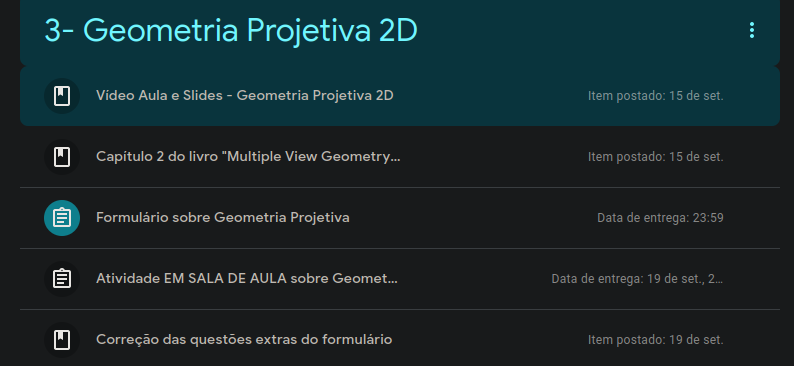 3- Geometria Projetiva 2D
Vídeo Aula e Slides - Geometria Projetiva 2D
Item postado: 15 de set.
Capítulo 2 do livro "Multiple View Geometry...
Item postado: 15 de set.
Formulário sobre Geometria Projetiva
Data de entrega: 23:59
Atividade EM SALA DE AULA sobre Geomet...
Data de entrega: 19 de set., 2...
Correção das questões extras do formulário
Item postado: 19 de set.